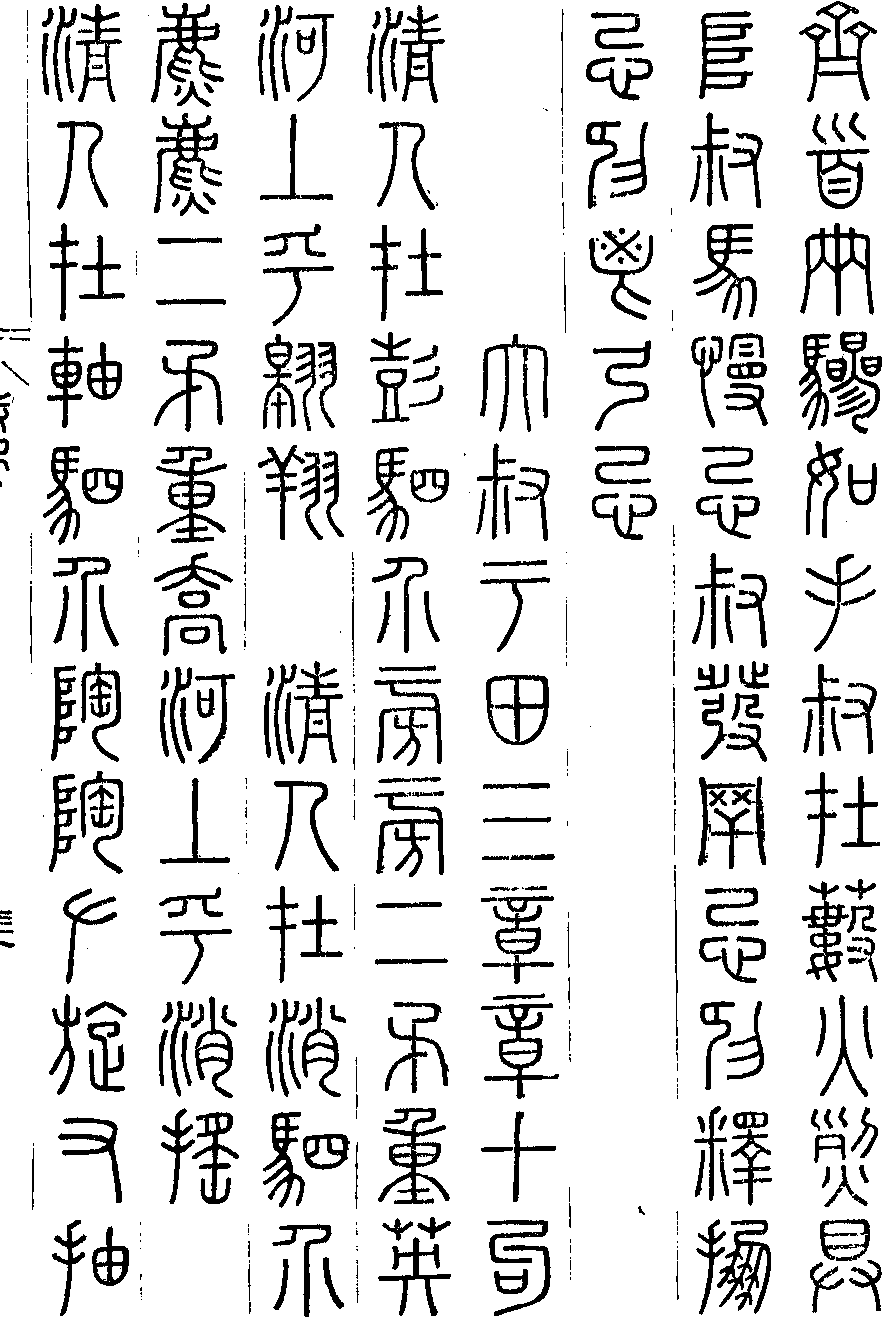 齊首兩驂如手叔在藪火烈具
阜叔馬慢忌叔發罕忌抑釋掤
忌抑鬯弓忌
大叔于田三章章十句
清人在彭駟介旁旁二矛重英
河上乎翱翔　清人在消駟介
麃麃二矛重喬河上乎消搖
清人在軸駟介陶陶左旋右抽